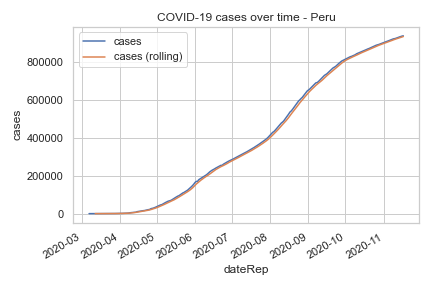 COVID-19 cases over time - Peru
cases
cases (rolling)
800000
600000
400000
200000
0
cases
2020-03
2020-04
2020-05
2020-06
2020-07
2020-08
2020-09
2020-10
2020-11
dateRep